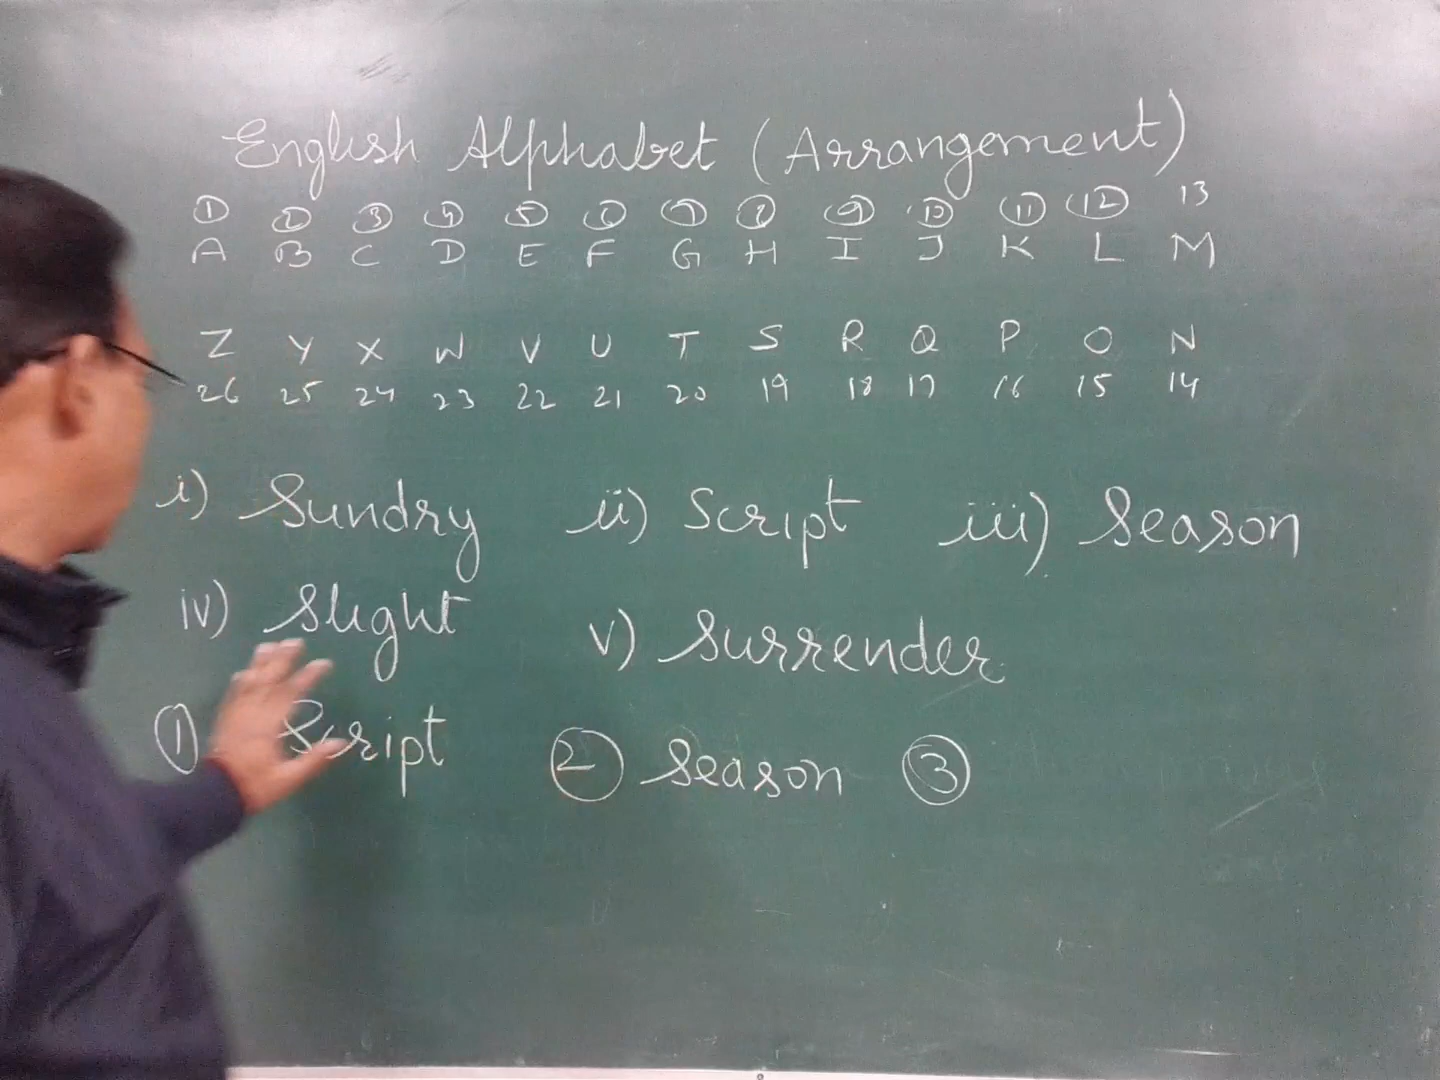 English Alphabet (Arrangement)
1 2 3 4 5 6 7 8 9 10 11 12 13
A B C D E F G H I J K L M
Z Y X W V U T S R Q P O N
26 25 24 23 22 21 20 19 18 17 16 15 14
i) Sundry ii) Script iii) Season
iv) Slight v) Surrender
1 Script 2 Season 3